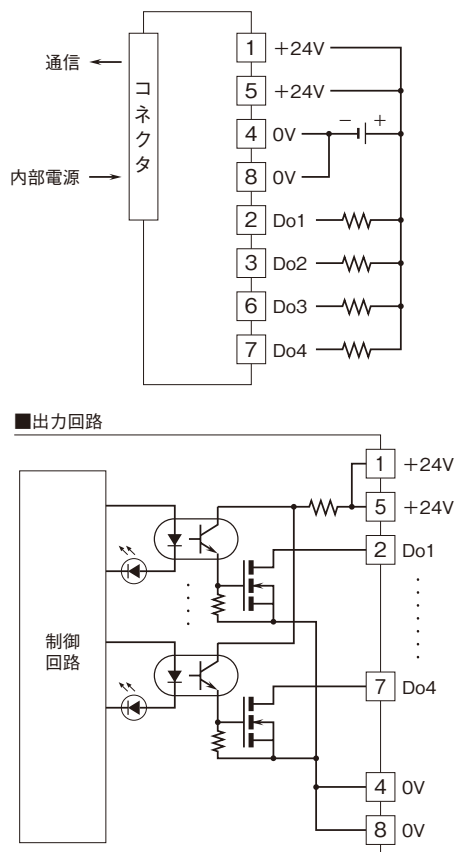 通信
コネクタ
内部電源
1 +24V
5 +24V
4 0V
− +
8 0V
2 Do1
3 Do2
6 Do3
7 Do4
■出力回路
制御
回路
1 +24V
5 +24V
2 Do1
7 Do4
4 0V
8 0V